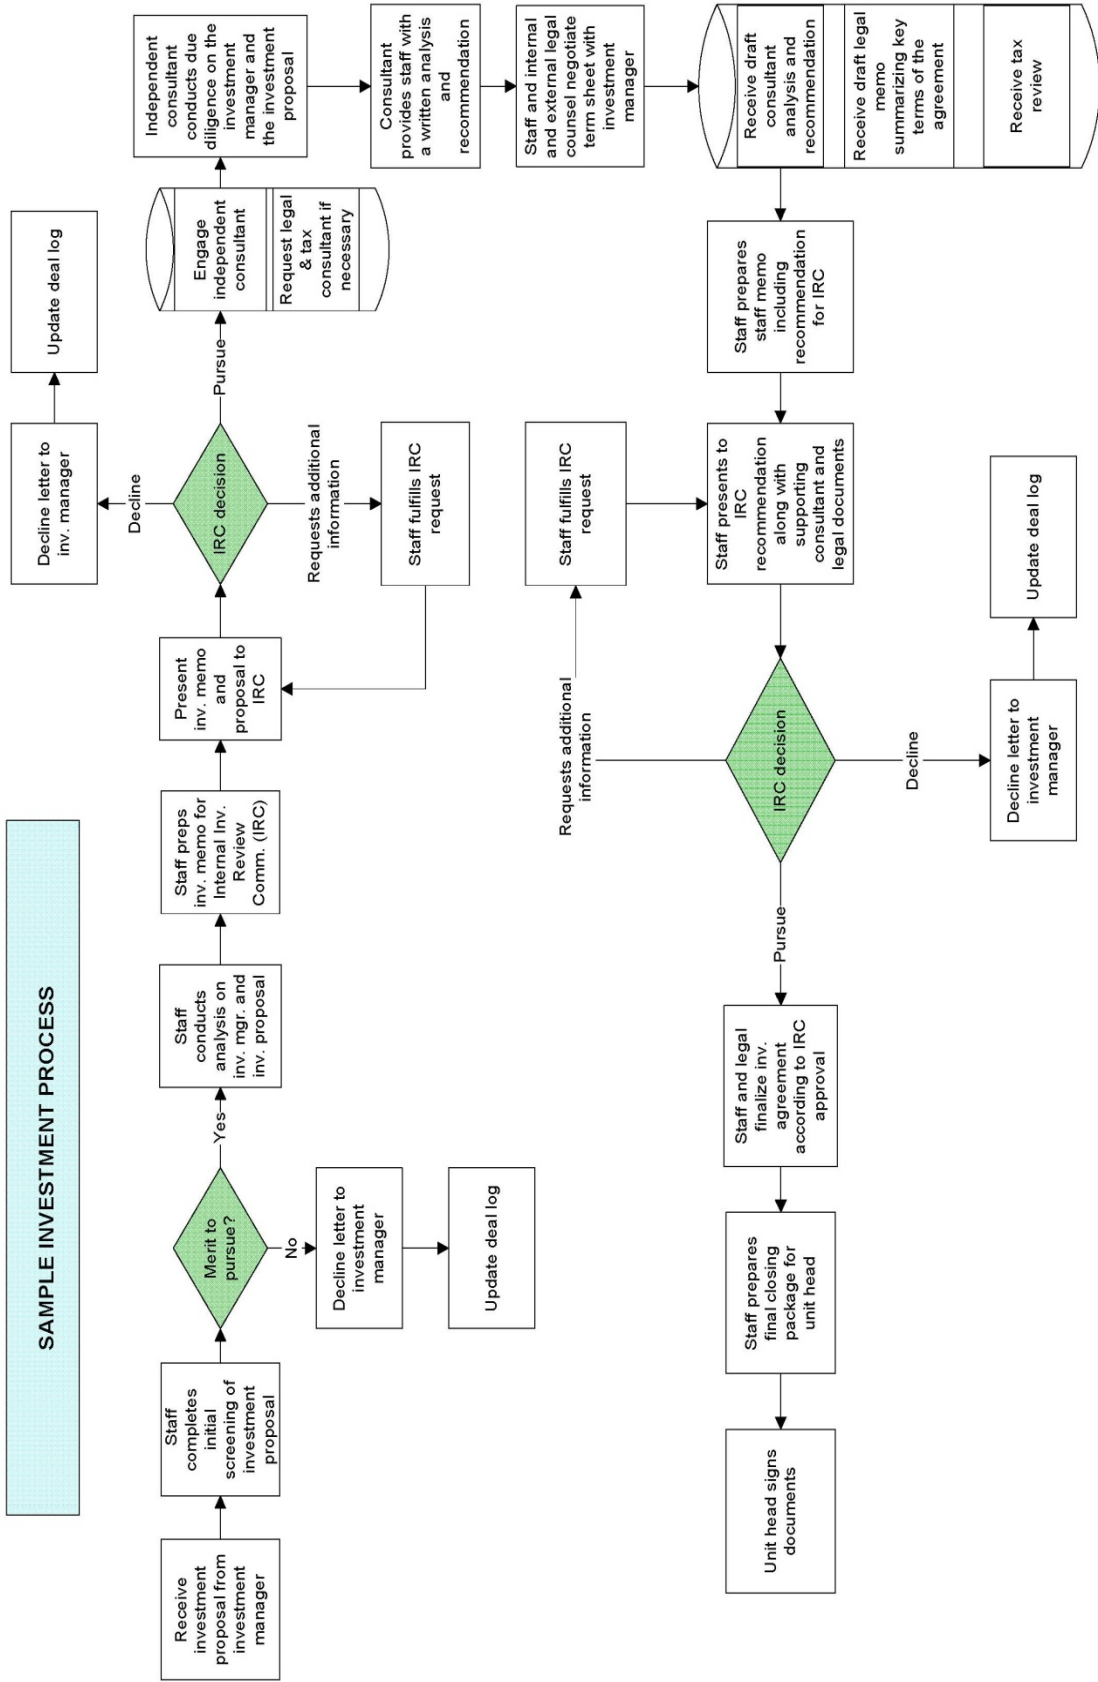 SAMPLE INVESTMENT PROCESS
Receive
investment
proposal from
investment
manager
Staff
completes
initial
screening of
investment
proposal
Merit to
pursue?
Yes
No
Decline letter to
investment
manager
Update deal log
Staff
conducts
analysis on
inv. mgr. and
inv. proposal
Staff preps
inv. memo for
Internal Inv.
Review
Comm. (IRC)
Present
inv. memo
and
proposal to
IRC
IRC decision
Decline
Decline letter to
inv. manager
Update deal log
Requests additional
information
Staff fulfills IRC
request
Pursue
Engage
independent
consultant
Request legal
& tax
consultant if
necessary
Independent
consultant
conducts due
diligence on the
investment
manager and
the investment
proposal
Consultant
provides staff with
a written analysis
and
recommendation
Staff and internal
and external legal
counsel negotiate
term sheet with
investment
manager
Receive draft
consultant
analysis and
recommendation
Receive draft legal
memo
summarizing key
terms of the
agreement
Receive tax
review
Staff prepares
staff memo
including
recommendation
for IRC
Staff presents to
IRC
recommendation
along with
supporting
consultant and
legal documents
Staff fulfills IRC
request
Requests additional
information
IRC decision
Decline
Decline letter to
investment
manager
Update deal log
Pursue
Staff and legal
finalize inv.
agreement
according to IRC
approval
Staff prepares
final closing
package for
unit head
Unit head signs
documents